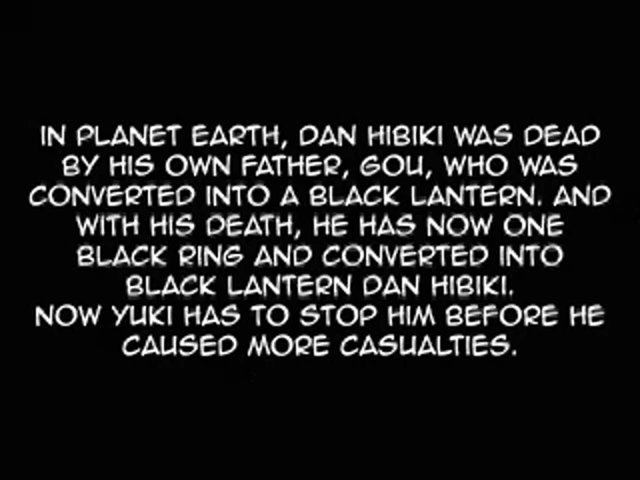 IN PLANET EARTH, DAN HIBIKI WAS DEAD
BY HIS OWN FATHER, GOU, WHO WAS
CONVERTED INTO A BLACK LANTERN. AND
WITH HIS DEATH, HE HAS NOW ONE
BLACK RING AND CONVERTED INTO
BLACK LANTERN DAN HIBIKI.
NOW YUKI HAS TO STOP HIM BEFORE HE
CAUSED MORE CASUALTIES.